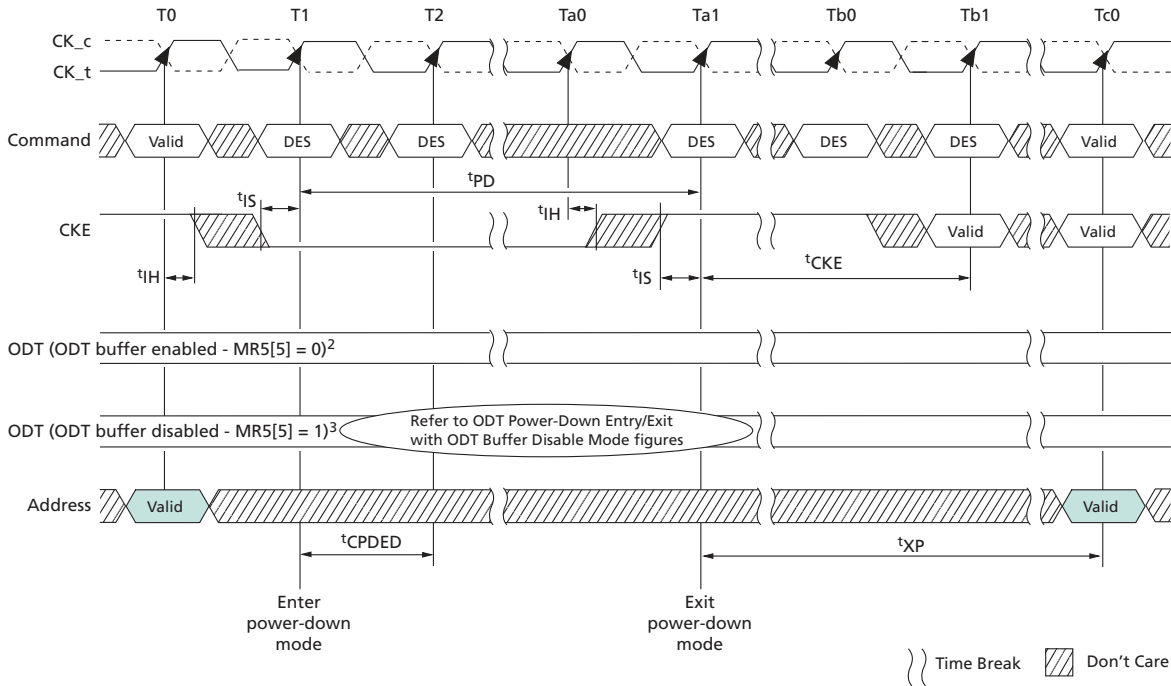 T0 T1 T2 Ta0 Ta1 Tb0 Tb1 Tc0
CK_c
CK_t
Command Valid DES DES DES DES DES Valid
tPD
tIS
tIH
CKE Valid Valid
tIH
tIS
tCKE
ODT (ODT buffer enabled - MR5[5] = 0)2
ODT (ODT buffer disabled - MR5[5] = 1)3
Refer to ODT Power-Down Entry/Exit
with ODT Buffer Disable Mode figures
Address Valid Valid
tCPDED
tXP
Enter
power-down
mode
Exit
power-down
mode
Time Break
Don't Care